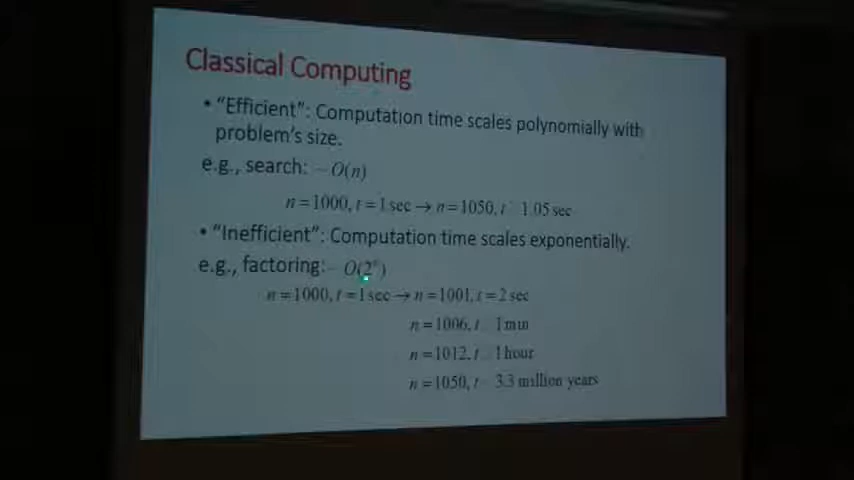 Classical Computing
• "Efficient": Computation time scales polynomially with
problem's size.
e.g., search: ~ O(n)
n = 1000, t = 1 sec → n = 1050, t ~ 1.05 sec
• "Inefficient": Computation time scales exponentially.
e.g., factoring: ~ O(2ⁿ)
n = 1000, t = 1 sec → n = 1001, t = 2 sec
n = 1006, t ~ 1 min
n = 1012, t ~ 1 hour
n = 1050, t ~ 3.3 million years